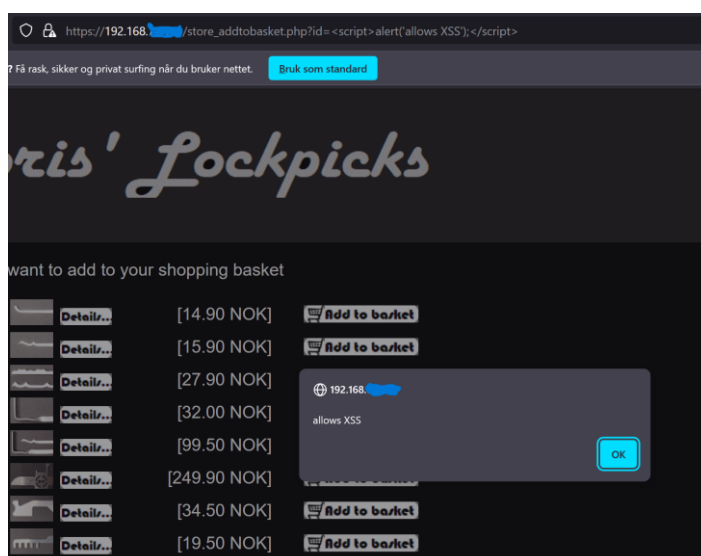 https://192.168. /store_addtobasket.php?id=<script>alert('allows XSS');</script>
? Få rask, sikker og privat surfing når du bruker nettet. Bruk som standard
oris' Lockpicks
want to add to your shopping basket
Details... [14.90 NOK] Add to basket
Details... [15.90 NOK] Add to basket
Details... [27.90 NOK]
192.168.
Details... [32.00 NOK]
allows XSS
Details... [99.50 NOK]
OK
Details... [249.90 NOK]
Details... [34.50 NOK] Add to basket
Details... [19.50 NOK] Add to basket